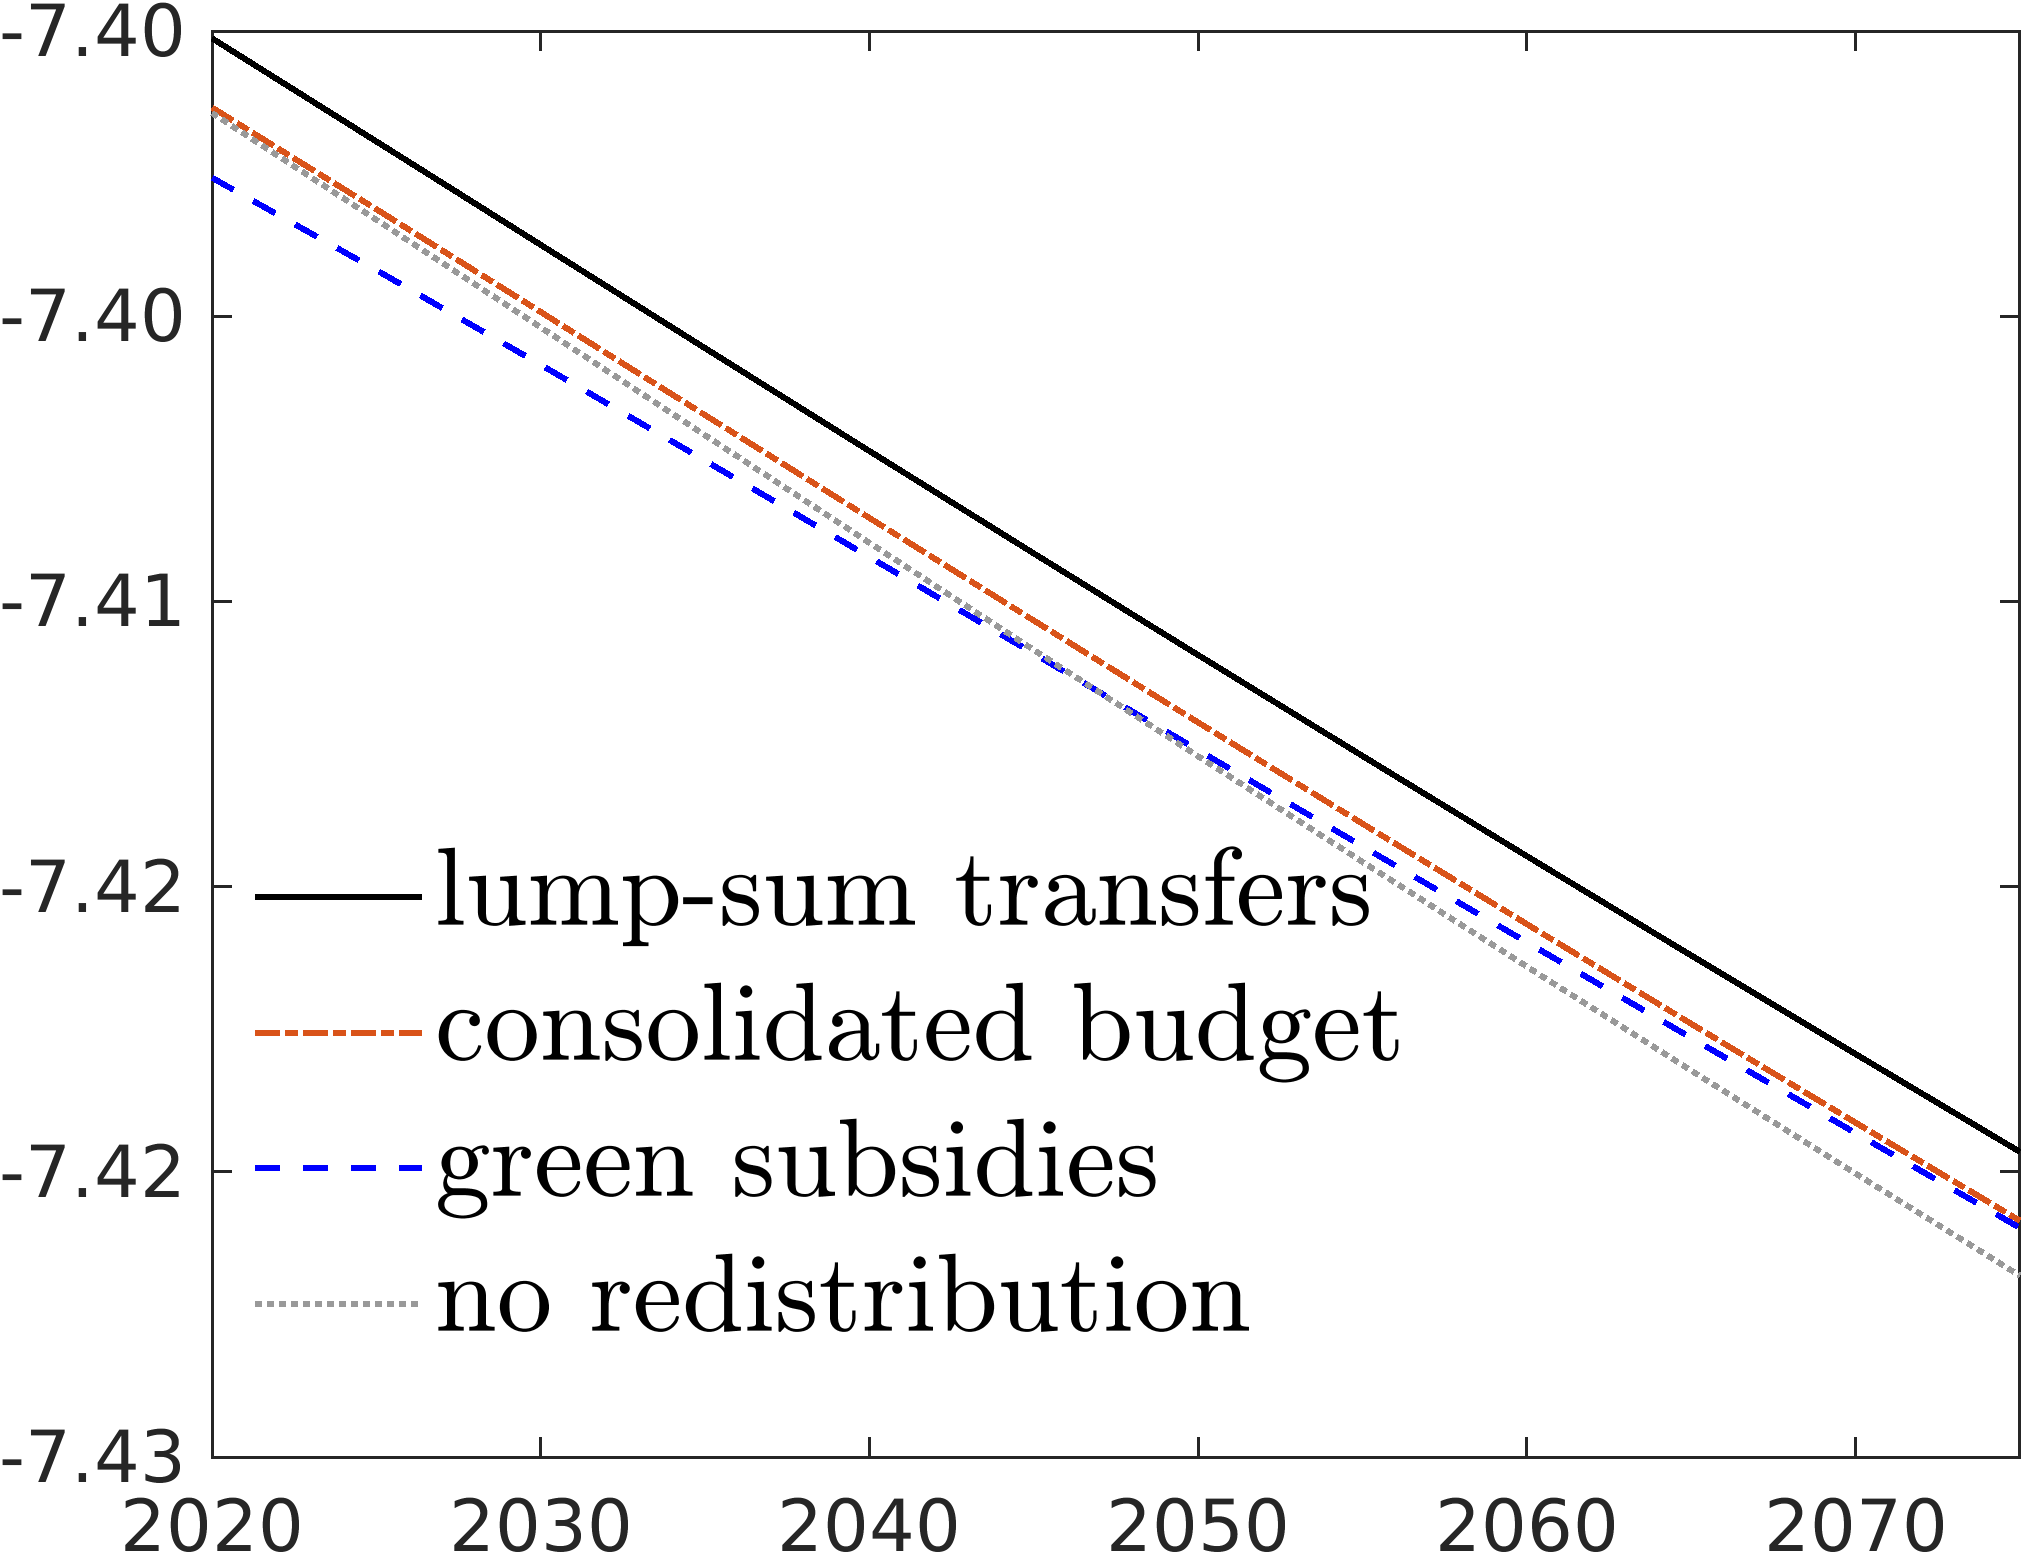 -7.40
-7.40
-7.41
-7.42
-7.42
-7.43
lump-sum transfers
consolidated budget
green subsidies
no redistribution
2020 2030 2040 2050 2060 2070